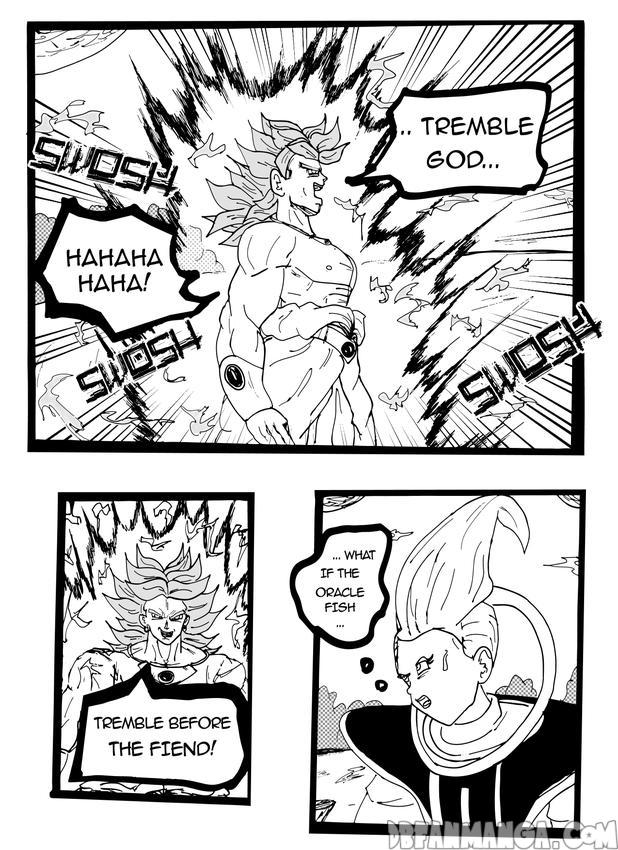 .. TREMBLE
GOD...
SWOSH
HAHAHA
HAHA!
SWOSH
SWOSH
... WHAT
IF THE
ORACLE
FISH
...
TREMBLE BEFORE
THE FIEND!
DBFANMANGA.COM